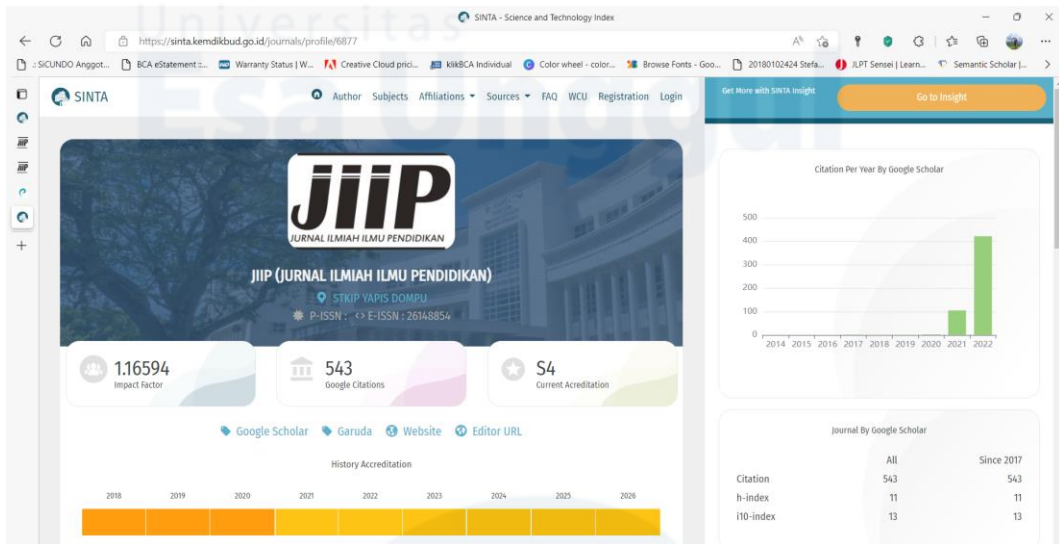 Universitas
Esa Unggul
SINTA - Science and Technology Index
https://sinta.kemdikbud.go.id/journals/profile/6877
.: SiCUNDO Anggot... BCA eStatement ::... Warranty Status | W... Creative Cloud prici... klikBCA Individual Color wheel - color... Browse Fonts - Goo... 20180102424 Stefa... JLPT Sensei | Learn... Semantic Scholar |...
SINTA Author Subjects Affiliations Sources FAQ WCU Registration Login
Get More with SINTA Insight Go to Insight
JIIP
JURNAL ILMIAH ILMU PENDIDIKAN
JIIP (JURNAL ILMIAH ILMU PENDIDIKAN)
STKIP YAPIS DOMPU
P-ISSN : <> E-ISSN : 26148854
1.16594
Impact Factor
543
Google Citations
S4
Current Acreditation
Google Scholar Garuda Website Editor URL
History Accreditation
2018 2019 2020 2021 2022 2023 2024 2025 2026
Citation Per Year By Google Scholar
500
400
300
200
100
0
2014 2015 2016 2017 2018 2019 2020 2021 2022
Journal By Google Scholar
All Since 2017
Citation 543 543
h-index 11 11
i10-index 13 13